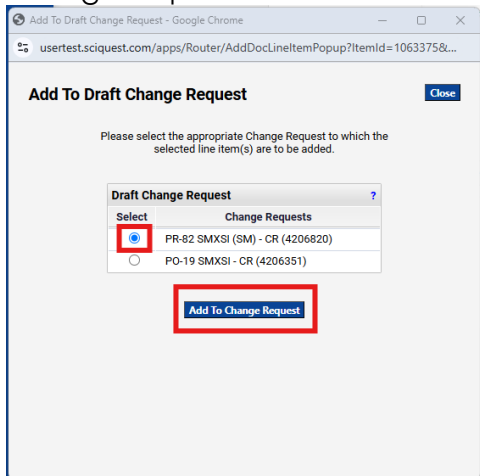 Add To Draft Change Request - Google Chrome
usertest.sciquest.com/apps/Router/AddDocLineItemPopup?ItemId=1063375&...
Add To Draft Change Request
Close
Please select the appropriate Change Request to which the
selected line item(s) are to be added.
Draft Change Request ?
Select Change Requests
PR-82 SMXSI (SM) - CR (4206820)
PO-19 SMXSI - CR (4206351)
Add To Change Request